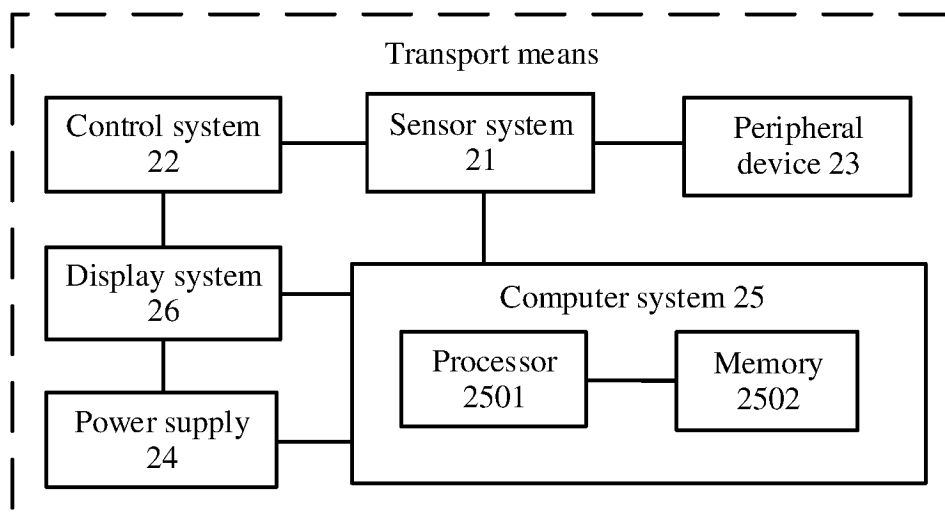 Transport means
Control system
22
Sensor system
21
Peripheral
device 23
Display system
26
Computer system 25
Processor
2501
Memory
2502
Power supply
24